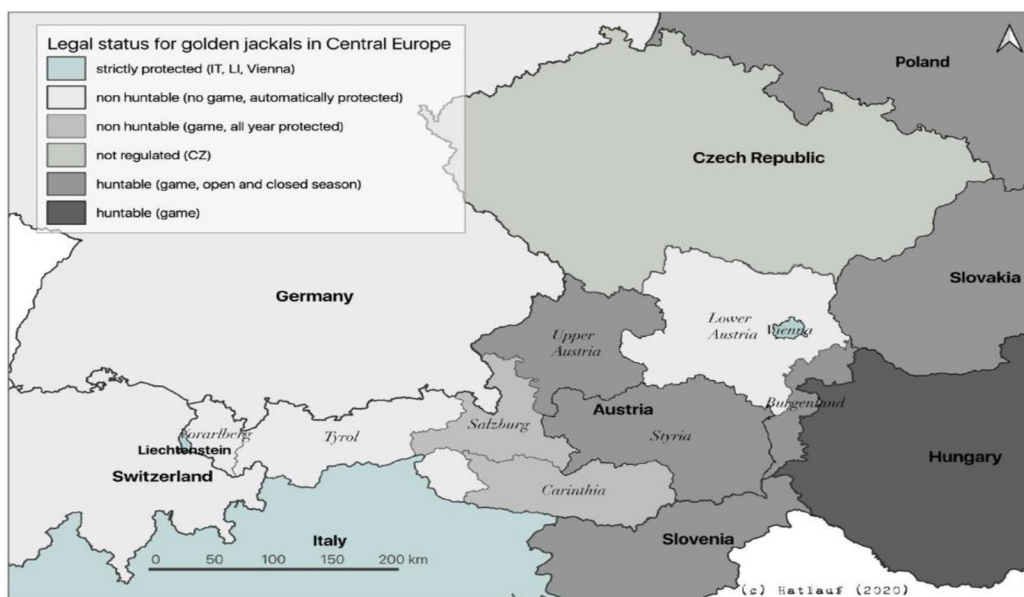 Legal status for golden jackals in Central Europe
strictly protected (IT, LI, Vienna)
non huntable (no game, automatically protected)
non huntable (game, all year protected)
not regulated (CZ)
huntable (game, open and closed season)
huntable (game)
Poland
Czech Republic
Slovakia
Germany
Lower
Austria
Vienna
Upper
Austria
Burgenland
Austria
Salzburg
Styria
Vorarlberg
Tyrol
Liechtenstein
Switzerland
Hungary
Carinthia
Italy
Slovenia
0 50 100 150 200 km
(c) Hatlauf (2020)